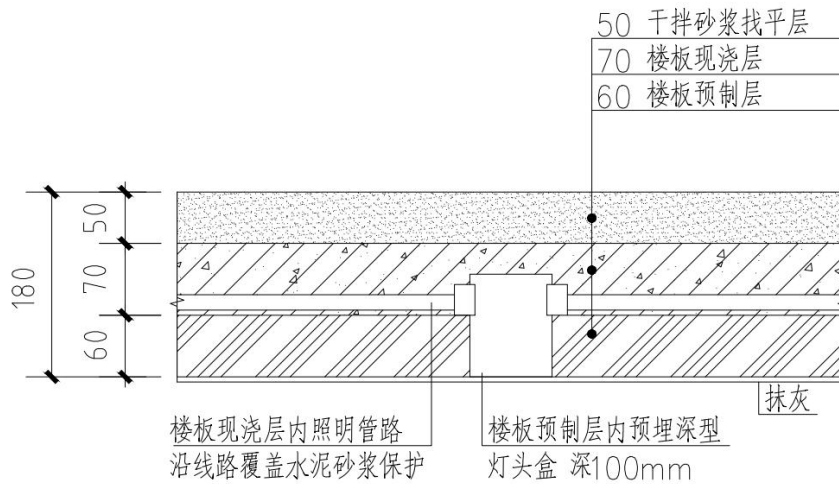 50 干拌砂浆找平层
70 楼板现浇层
60 楼板预制层
50
70
60
180
抹灰
楼板现浇层内照明管路
沿线路覆盖水泥砂浆保护
楼板预制层内预埋深型
灯头盒 深100mm